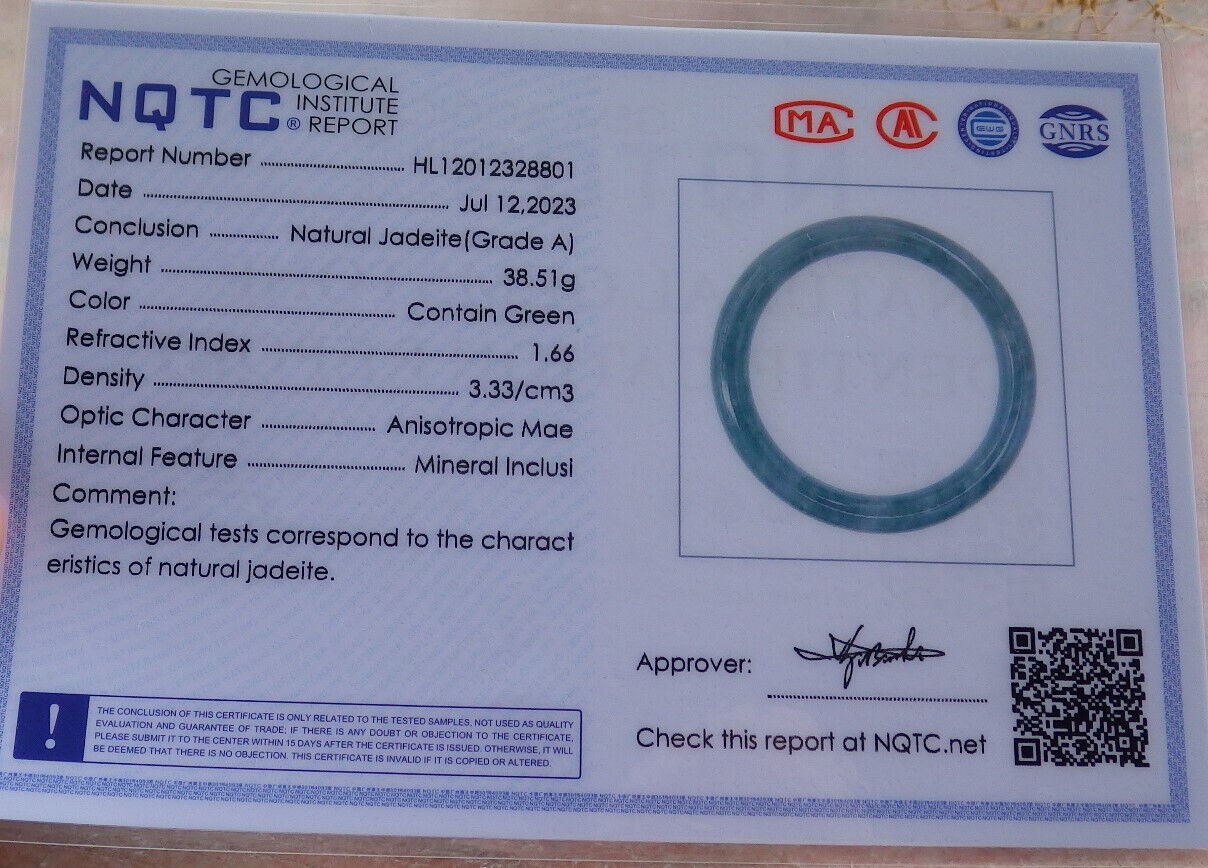 NQTC ® GEMOLOGICAL
INSTITUTE
REPORT
Report Number HL12012328801
Date Jul 12,2023
Conclusion Natural Jadeite(Grade A)
Weight 38.51g
Color Contain Green
Refractive Index 1.66
Density 3.33/cm3
Optic Character Anisotropic Mae
Internal Feature Mineral Inclusi
Comment:
Gemological tests correspond to the charact
eristics of natural jadeite.
! THE CONCLUSION OF THIS CERTIFICATE IS ONLY RELATED TO THE TESTED SAMPLES, NOT USED AS QUALITY
EVALUATION AND GUARANTEE OF TRADE; IF THERE IS ANY DOUBT OR OBJECTION TO THE CERTIFICATE,
PLEASE SUBMIT IT TO THE CENTER WITHIN 15 DAYS AFTER THE CERTIFICATE IS ISSUED. OTHERWISE, IT WILL
BE DEEMED THAT THERE IS NO OBJECTION. THIS CERTIFICATE IS INVALID IF IT IS COPIED OR ALTERED.
MA AL GWG GNRS
Approver:
Check this report at NQTC.net